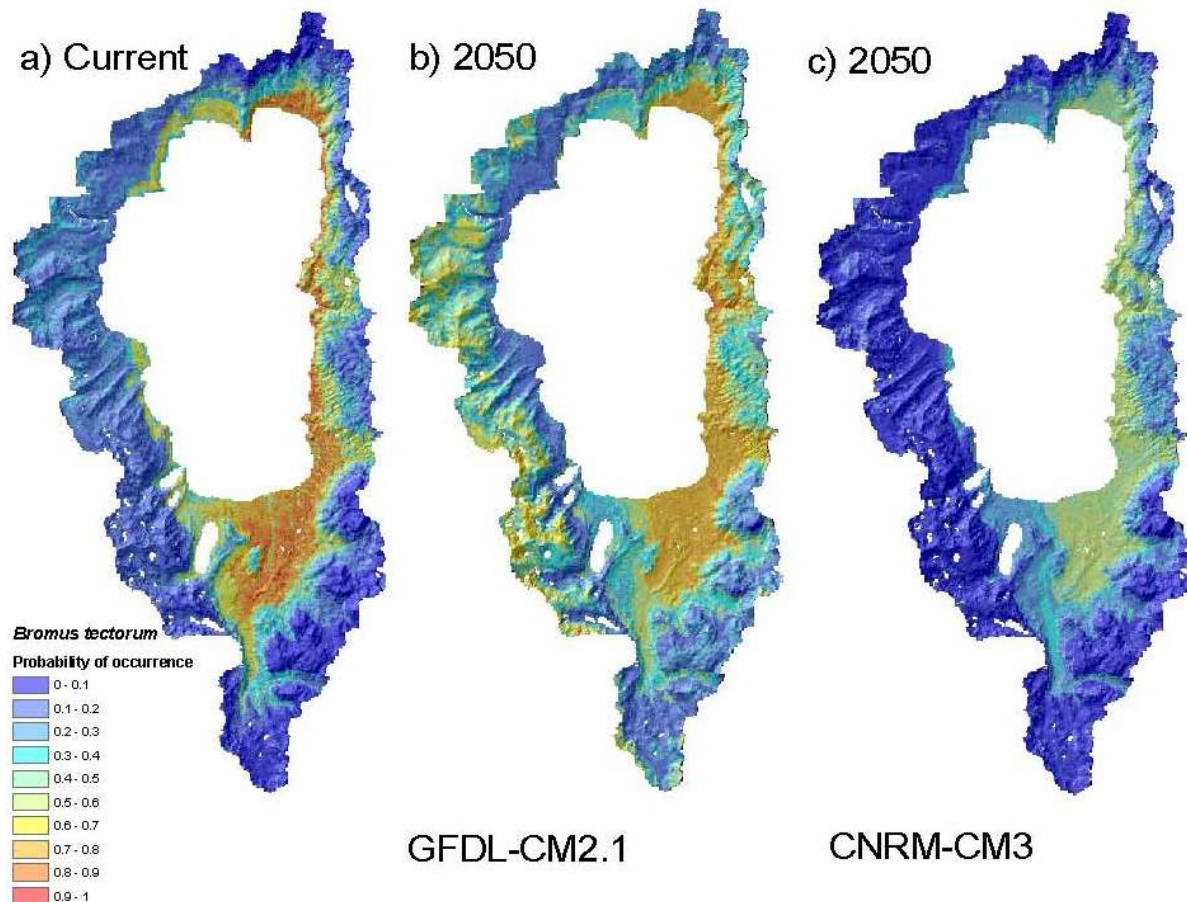 a) Current
b) 2050
c) 2050
Bromus tectorum
Probability of occurrence
0 - 0.1
0.1 - 0.2
0.2 - 0.3
0.3 - 0.4
0.4 - 0.5
0.5 - 0.6
0.6 - 0.7
0.7 - 0.8
0.8 - 0.9
0.9 - 1
GFDL-CM2.1
CNRM-CM3